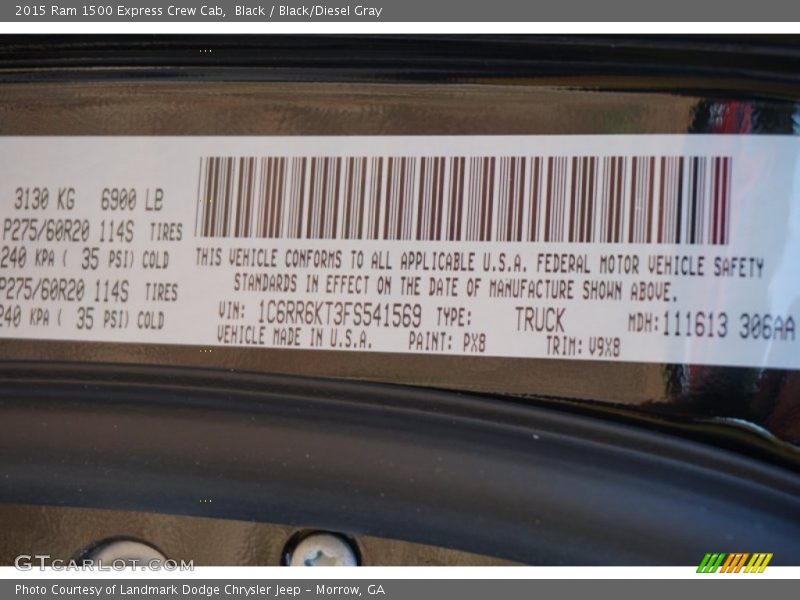 2015 Ram 1500 Express Crew Cab, Black / Black/Diesel Gray
3130 KG 6900 LB
P275/60R20 114S TIRES
240 KPA ( 35 PSI) COLD
P275/60R20 114S TIRES
240 KPA ( 35 PSI) COLD
THIS VEHICLE CONFORMS TO ALL APPLICABLE U.S.A. FEDERAL MOTOR VEHICLE SAFETY
STANDARDS IN EFFECT ON THE DATE OF MANUFACTURE SHOWN ABOVE.
VIN: 1C6RR6KT3FS541569 TYPE: TRUCK MDH:111613 306AA
VEHICLE MADE IN U.S.A. PAINT: PX8 TRIM: V9X8
GTCarLot.com
Photo Courtesy of Landmark Dodge Chrysler Jeep – Morrow, GA